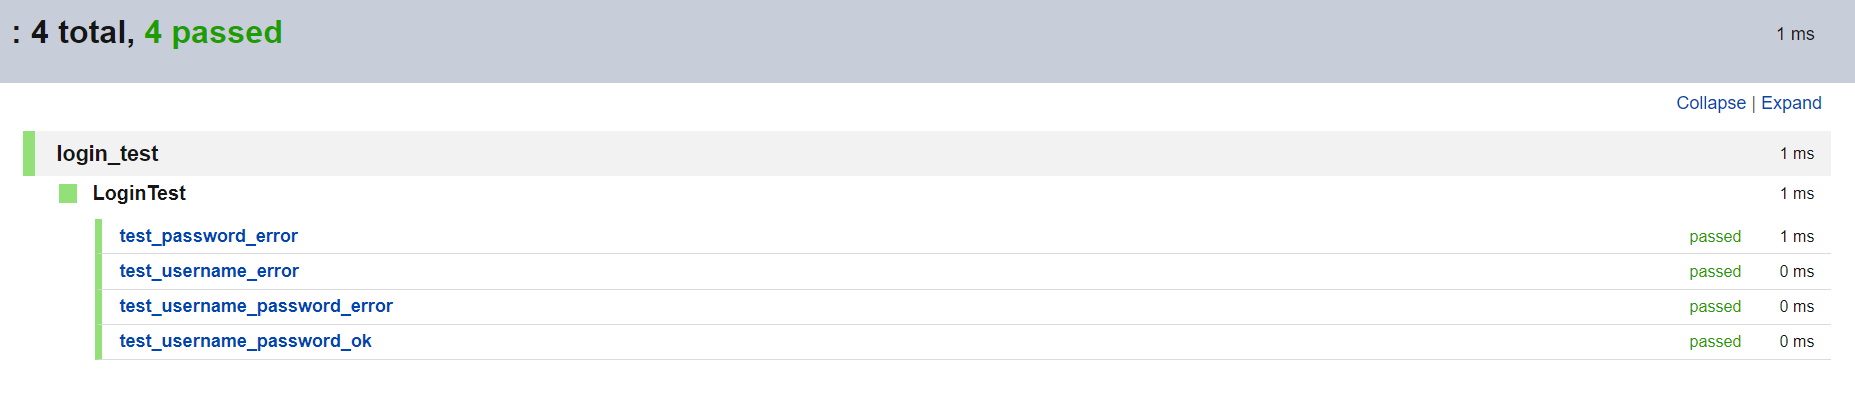 : 4 total, 4 passed 1 ms
Collapse | Expand
login_test 1 ms
LoginTest 1 ms
test_password_error passed 1 ms
test_username_error passed 0 ms
test_username_password_error passed 0 ms
test_username_password_ok passed 0 ms